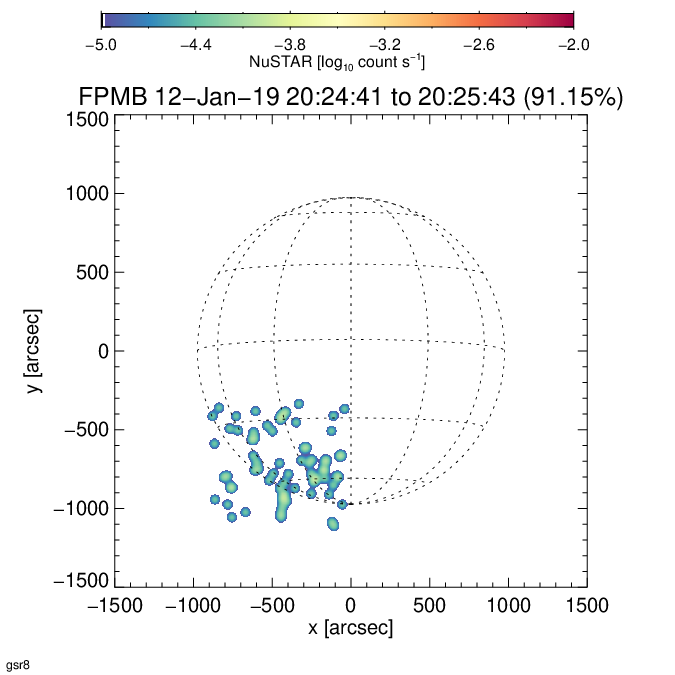 −5.0 −4.4 −3.8 −3.2 −2.6 −2.0
NuSTAR [log10 count s−1]
FPMB 12−Jan−19 20:24:41 to 20:25:43 (91.15%)
1500
1000
500
0
−500
−1000
−1500
y [arcsec]
−1500 −1000 −500 0 500 1000 1500
x [arcsec]
gsr8